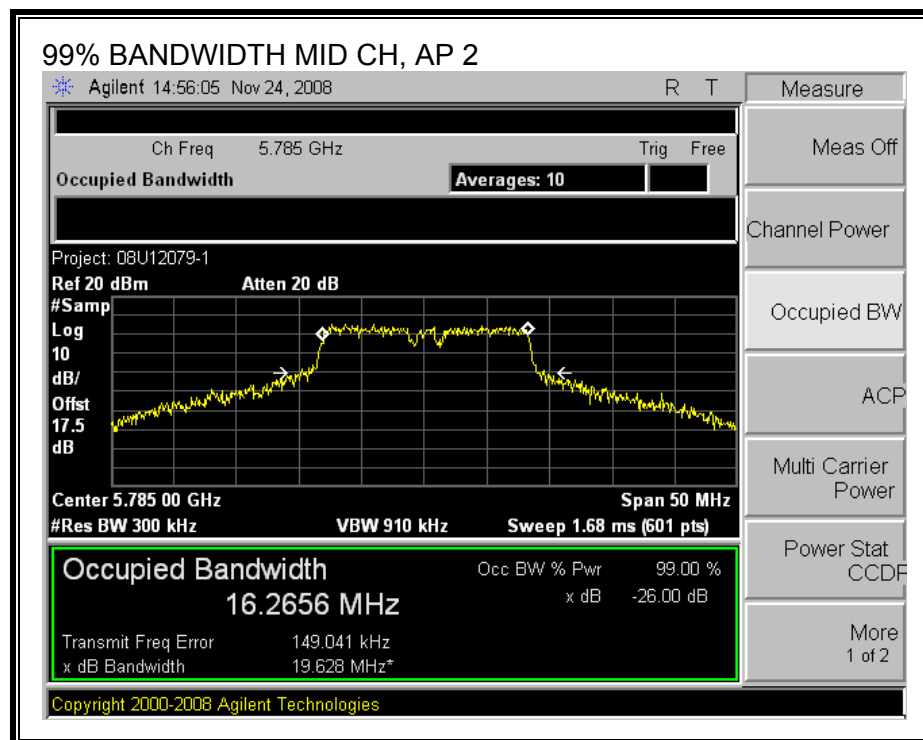 99% BANDWIDTH MID CH, AP 2
Agilent 14:56:05 Nov 24, 2008 R T
Measure
Ch Freq 5.785 GHz Trig Free
Occupied Bandwidth Averages: 10
Project: 08U12079-1
Ref 20 dBm Atten 20 dB
#Samp
Log
10
dB/
Offst
17.5
dB
Center 5.785 00 GHz Span 50 MHz
#Res BW 300 kHz VBW 910 kHz Sweep 1.68 ms (601 pts)
Occupied Bandwidth
16.2656 MHz
Occ BW % Pwr 99.00 %
x dB -26.00 dB
Transmit Freq Error 149.041 kHz
x dB Bandwidth 19.628 MHz*
Copyright 2000-2008 Agilent Technologies
Meas Off
Channel Power
Occupied BW
ACP
Multi Carrier
Power
Power Stat
CCDF
More
1 of 2